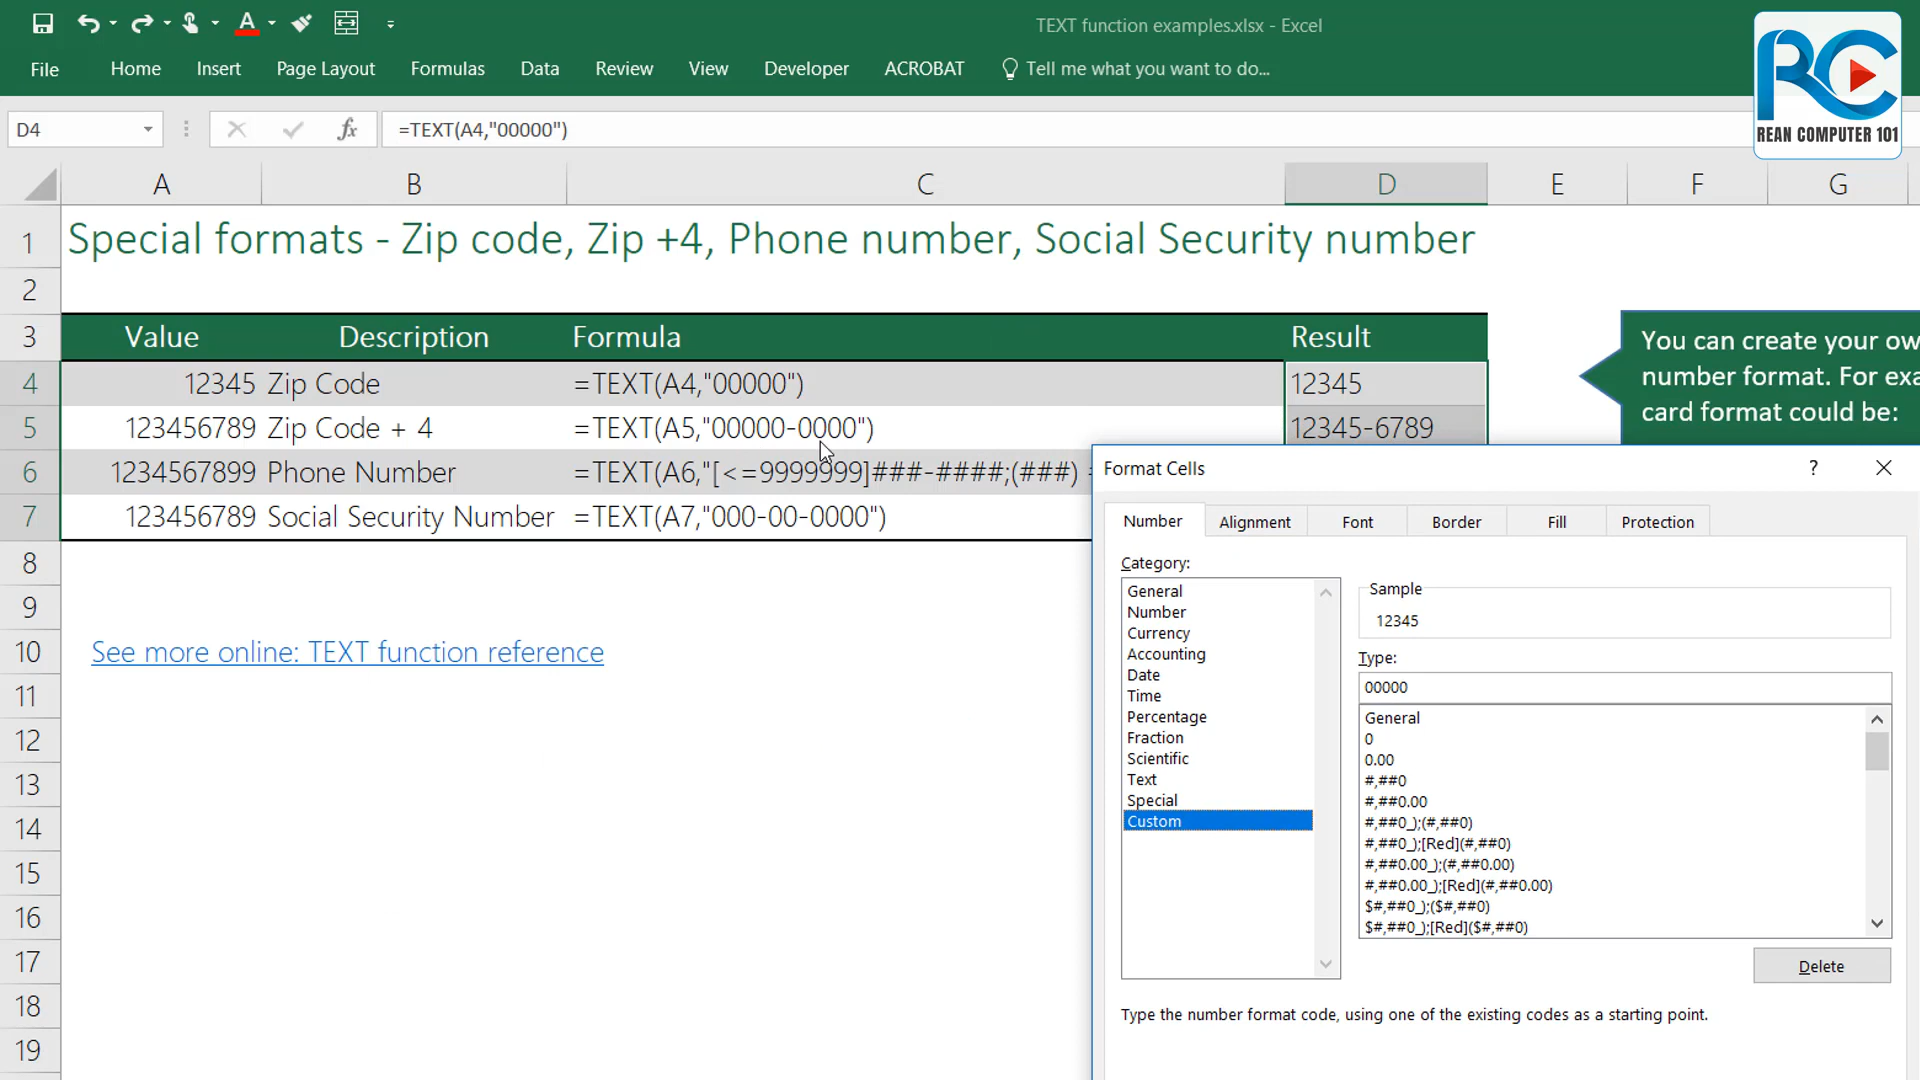 TEXT function examples.xlsx - Excel
File Home Insert Page Layout Formulas Data Review View Developer ACROBAT Tell me what you want to do...
REAN COMPUTER 101
D4 fx =TEXT(A4,"00000")
A B C D E F G
1 Special formats - Zip code, Zip +4, Phone number, Social Security number
2
3 Value Description Formula Result
4 12345 Zip Code =TEXT(A4,"00000") 12345
5 123456789 Zip Code + 4 =TEXT(A5,"00000-0000") 12345-6789
6 1234567899 Phone Number =TEXT(A6,"[<=9999999]###-####;(###)
7 123456789 Social Security Number =TEXT(A7,"000-00-0000")
8
9
10 See more online: TEXT function reference
11
12
13
14
15
16
17
18
19
You can create your ow
number format. For exa
card format could be:
Format Cells ?
Number Alignment Font Border Fill Protection
Category:
General
Number
Currency
Accounting
Date
Time
Percentage
Fraction
Scientific
Text
Special
Custom
Sample
12345
Type:
00000
General
0
0.00
#,##0
#,##0.00
#,##0_);(#,##0)
#,##0_);[Red](#,##0)
#,##0.00_);(#,##0.00)
#,##0.00_);[Red](#,##0.00)
$#,##0_);($#,##0)
$#,##0_);[Red]($#,##0)
Delete
Type the number format code, using one of the existing codes as a starting point.